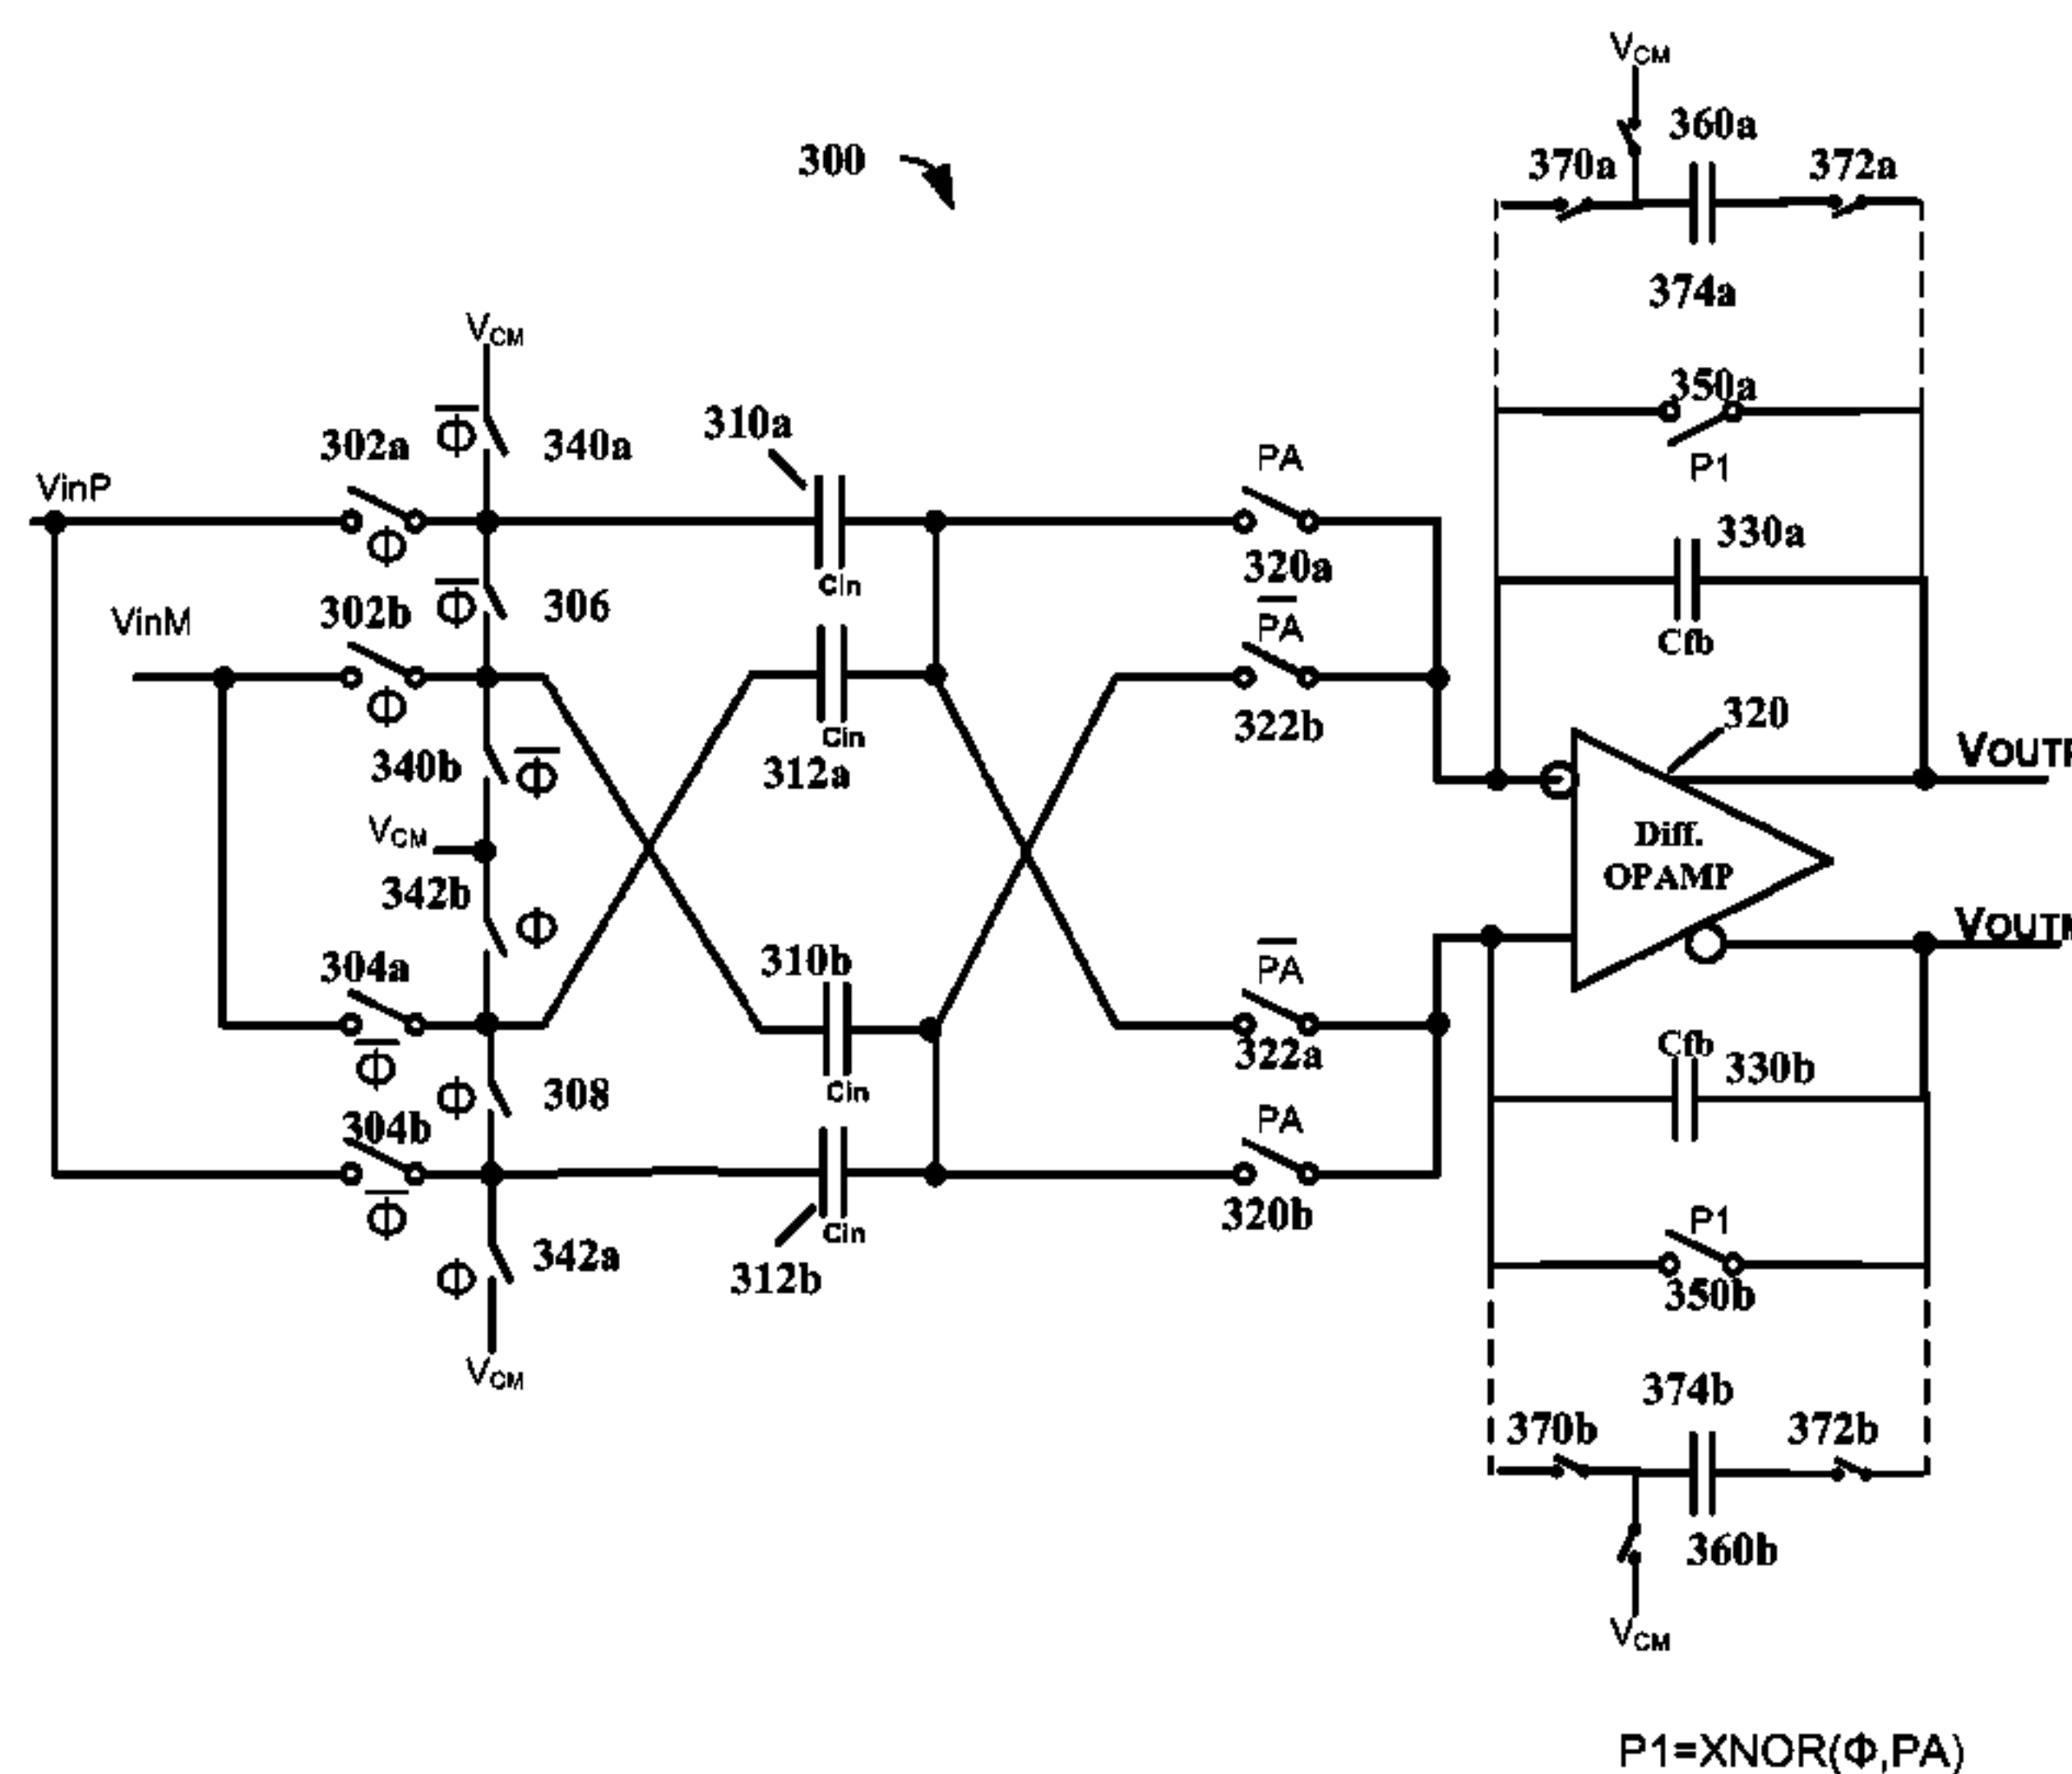 VCM
360a
300
370a
372a
374a
VCM
350a
310a
Φ̅
302a
340a
PA
P1
VinP
330a
Φ
Cin
320a
Φ̅
306
302b
PA̅
VinM
Cfb
Φ
322b
320
Cin
312a
340b
Φ̅
VOUTP
VCM
Diff.
OPAMP
342b
Φ
VOUTM
310b
304a
PA̅
Cfb
322a
330b
Φ̅
Cin
Φ
308
304b
PA
Φ̅
320b
P1
Cin
342a
Φ
312b
350b
VCM
374b
370b
372b
360b
VCM
P1=XNOR(Φ,PA)